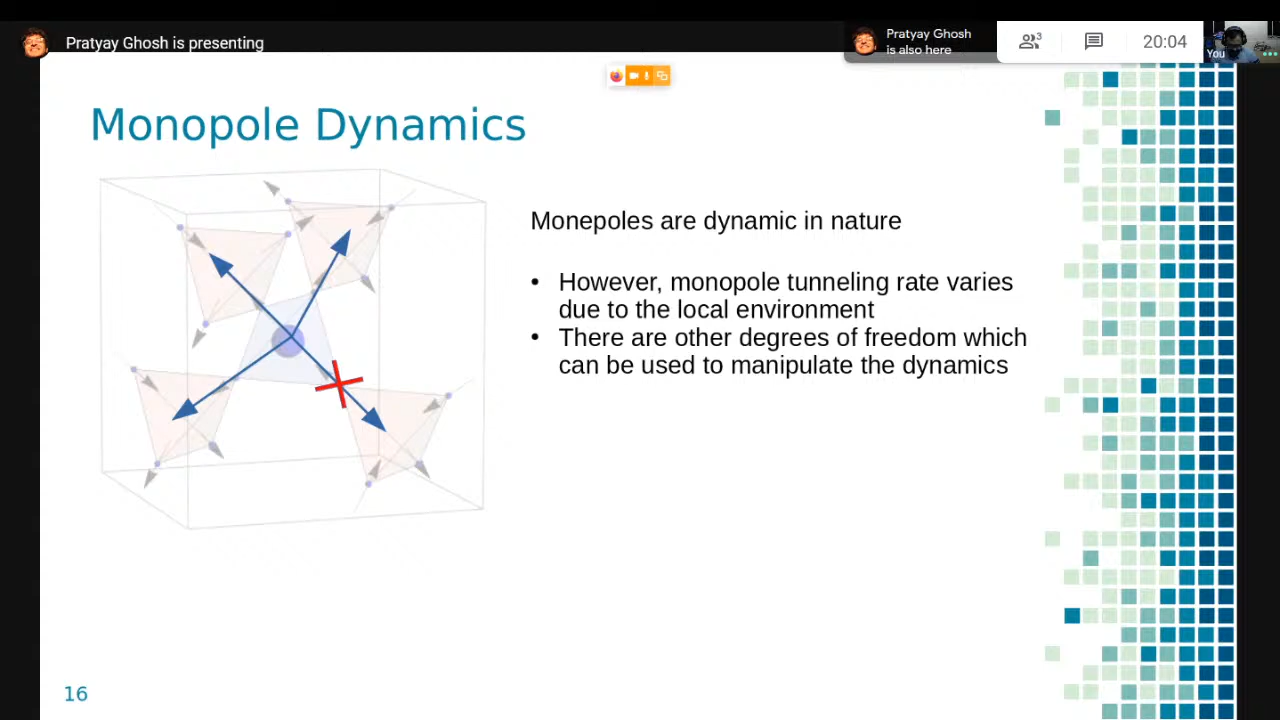 Pratyay Ghosh is presenting
Pratyay Ghosh
is also here
3
20:04
You
Monopole Dynamics
Monepoles are dynamic in nature
• However, monopole tunneling rate varies
due to the local environment
• There are other degrees of freedom which
can be used to manipulate the dynamics
16